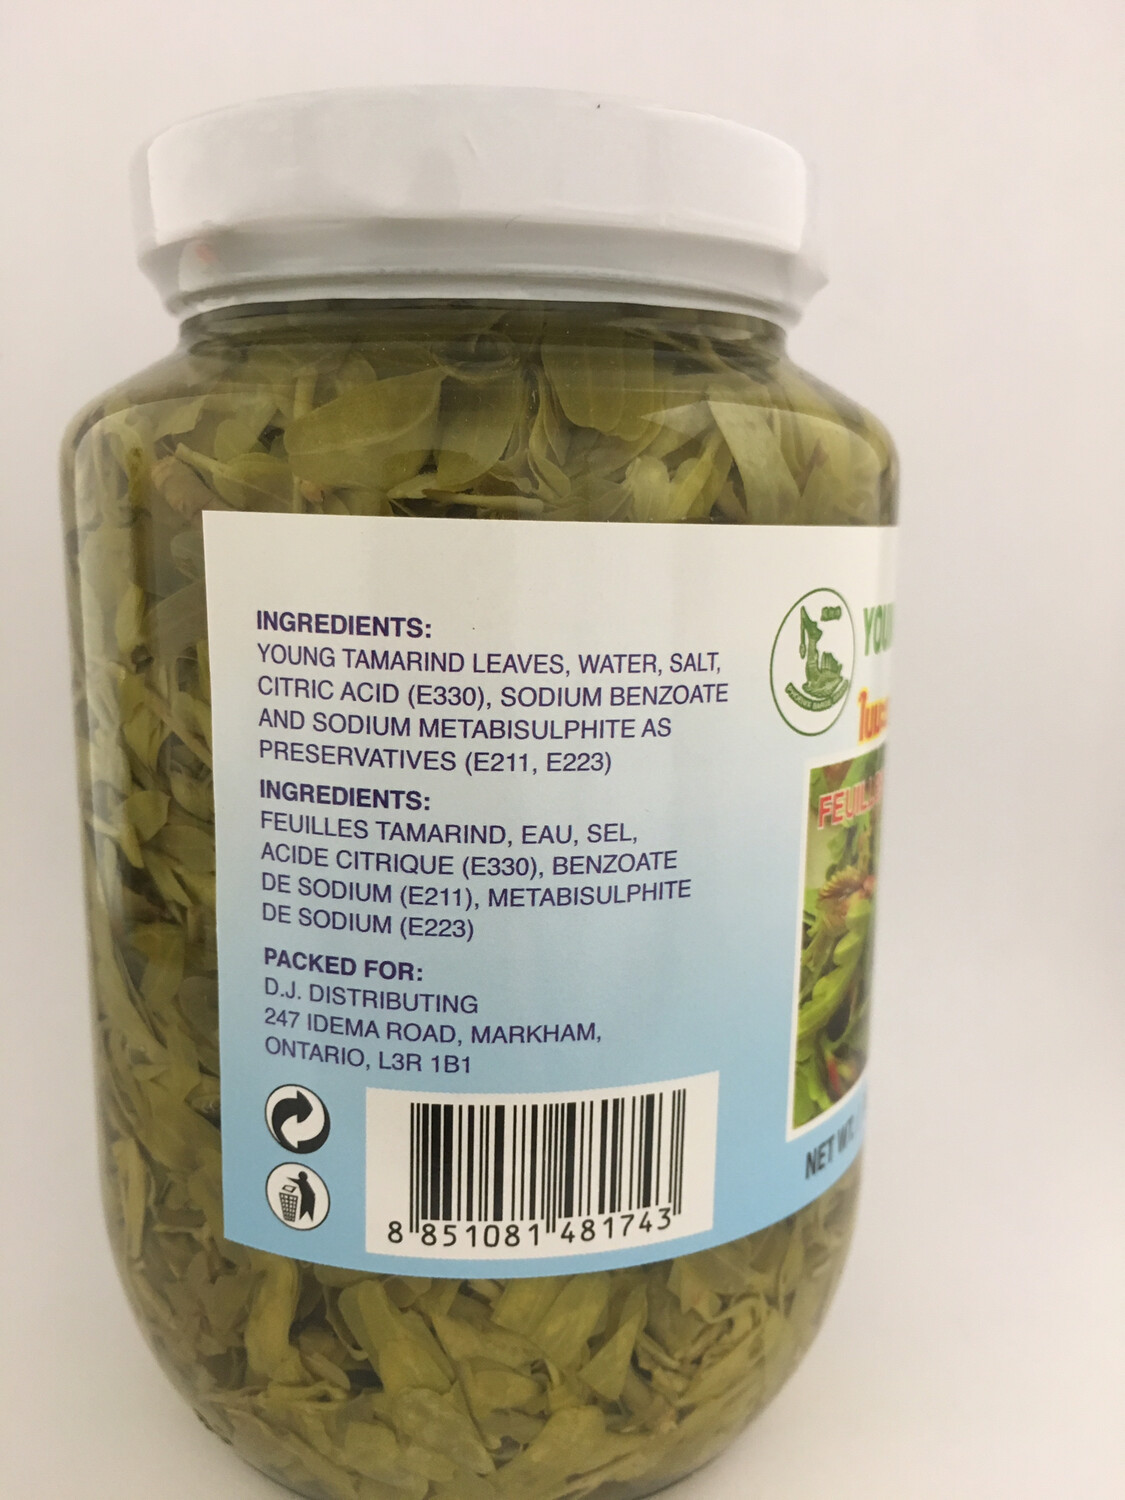 INGREDIENTS:
YOUNG TAMARIND LEAVES, WATER, SALT,
CITRIC ACID (E330), SODIUM BENZOATE
AND SODIUM METABISULPHITE AS
PRESERVATIVES (E211, E223)
INGREDIENTS:
FEUILLES TAMARIND, EAU, SEL,
ACIDE CITRIQUE (E330), BENZOATE
DE SODIUM (E211), METABISULPHITE
DE SODIUM (E223)
PACKED FOR:
D.J. DISTRIBUTING
247 IDEMA ROAD, MARKHAM,
ONTARIO, L3R 1B1
8 851081 481743
NET WT.